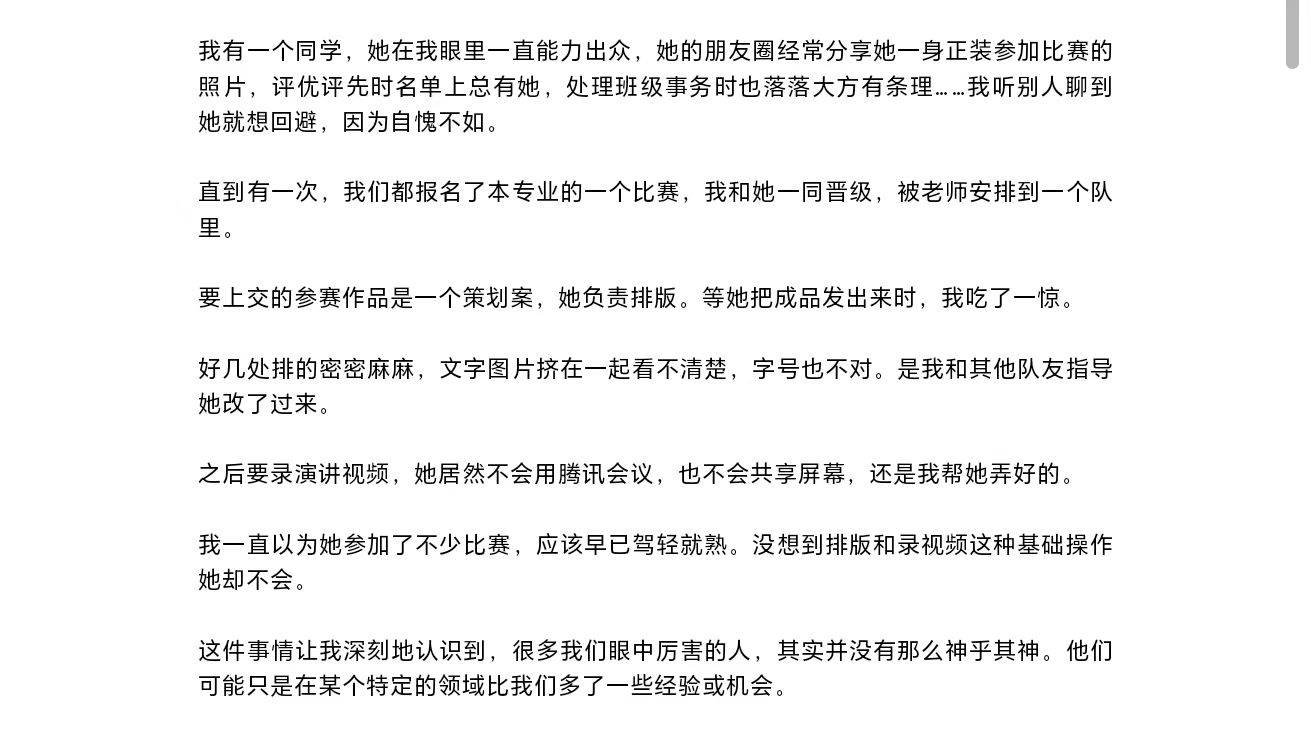 我有一个同学，她在我眼里一直能力出众，她的朋友圈经常分享她一身正装参加比赛的
照片，评优评先时名单上总有她，处理班级事务时也落落大方有条理……我听别人聊到
她就想回避，因为自愧不如。
直到有一次，我们都报名了本专业的一个比赛，我和她一同晋级，被老师安排到一个队
里。
要上交的参赛作品是一个策划案，她负责排版。等她把成品发出来时，我吃了一惊。
好几处排的密密麻麻，文字图片挤在一起看不清楚，字号也不对。是我和其他队友指导
她改了过来。
之后要录演讲视频，她居然不会用腾讯会议，也不会共享屏幕，还是我帮她弄好的。
我一直以为她参加了不少比赛，应该早已驾轻就熟。没想到排版和录视频这种基础操作
她却不会。
这件事情让我深刻地认识到，很多我们眼中厉害的人，其实并没有那么神乎其神。他们
可能只是在某个特定的领域比我们多了一些经验或机会。